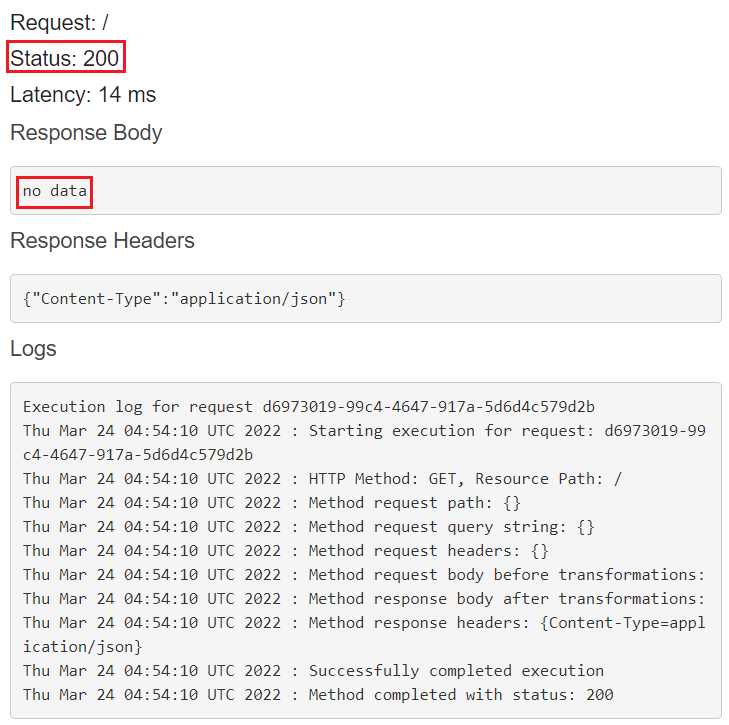 Request: /
Status: 200
Latency: 14 ms
Response Body
no data
Response Headers
{"Content-Type":"application/json"}
Logs
Execution log for request d6973019-99c4-4647-917a-5d6d4c579d2b
Thu Mar 24 04:54:10 UTC 2022 : Starting execution for request: d6973019-99
c4-4647-917a-5d6d4c579d2b
Thu Mar 24 04:54:10 UTC 2022 : HTTP Method: GET, Resource Path: /
Thu Mar 24 04:54:10 UTC 2022 : Method request path: {}
Thu Mar 24 04:54:10 UTC 2022 : Method request query string: {}
Thu Mar 24 04:54:10 UTC 2022 : Method request headers: {}
Thu Mar 24 04:54:10 UTC 2022 : Method request body before transformations:
Thu Mar 24 04:54:10 UTC 2022 : Method response body after transformations:
Thu Mar 24 04:54:10 UTC 2022 : Method response headers: {Content-Type=appl
ication/json}
Thu Mar 24 04:54:10 UTC 2022 : Successfully completed execution
Thu Mar 24 04:54:10 UTC 2022 : Method completed with status: 200